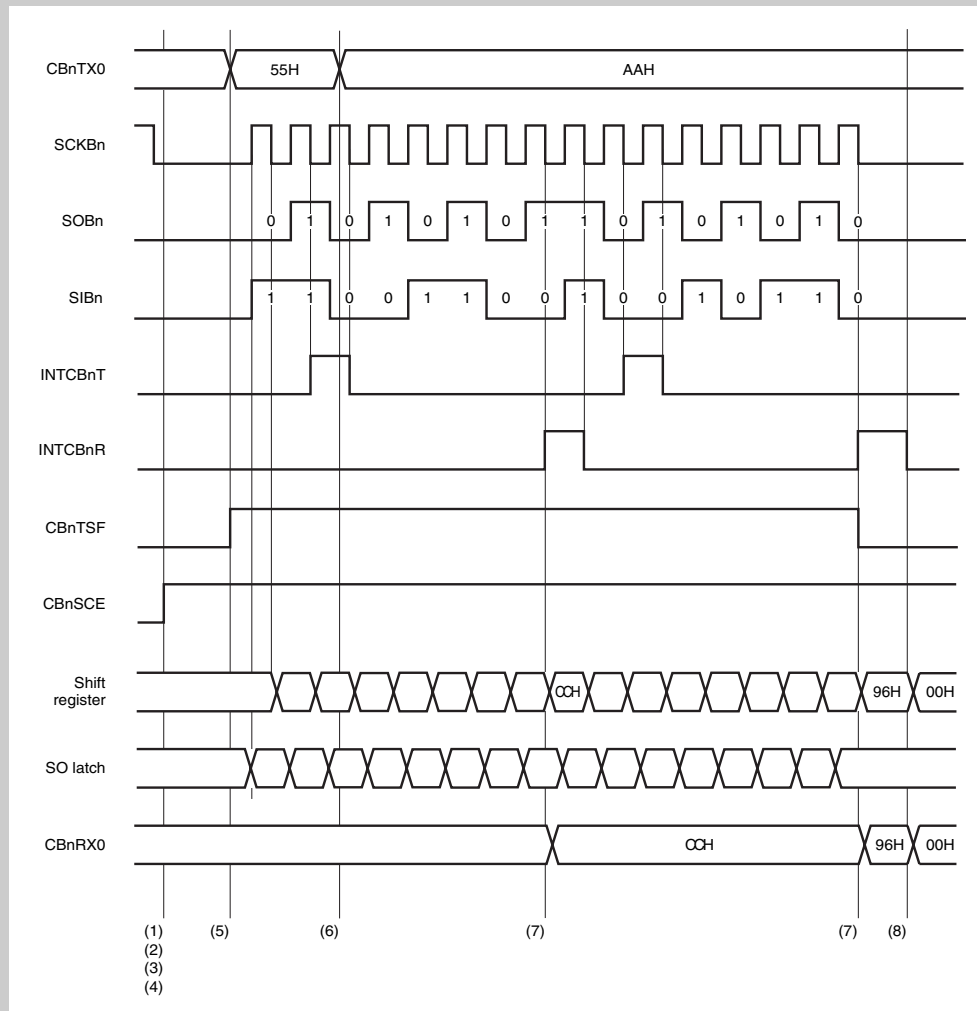 CBnTX0 55H AAH
SCKBn
SOBn 0 1 0 1 0 1 0 1 1 0 1 0 1 0 1 0
SIBn 1 1 0 0 1 1 0 0 1 0 0 1 0 1 1 0
INTCBnT
INTCBnR
CBnTSF
CBnSCE
Shift
register CCH 96H 00H
SO latch
CBnRX0 CCH 96H 00H
(1) (5) (6) (7) (7) (8)
(2)
(3)
(4)